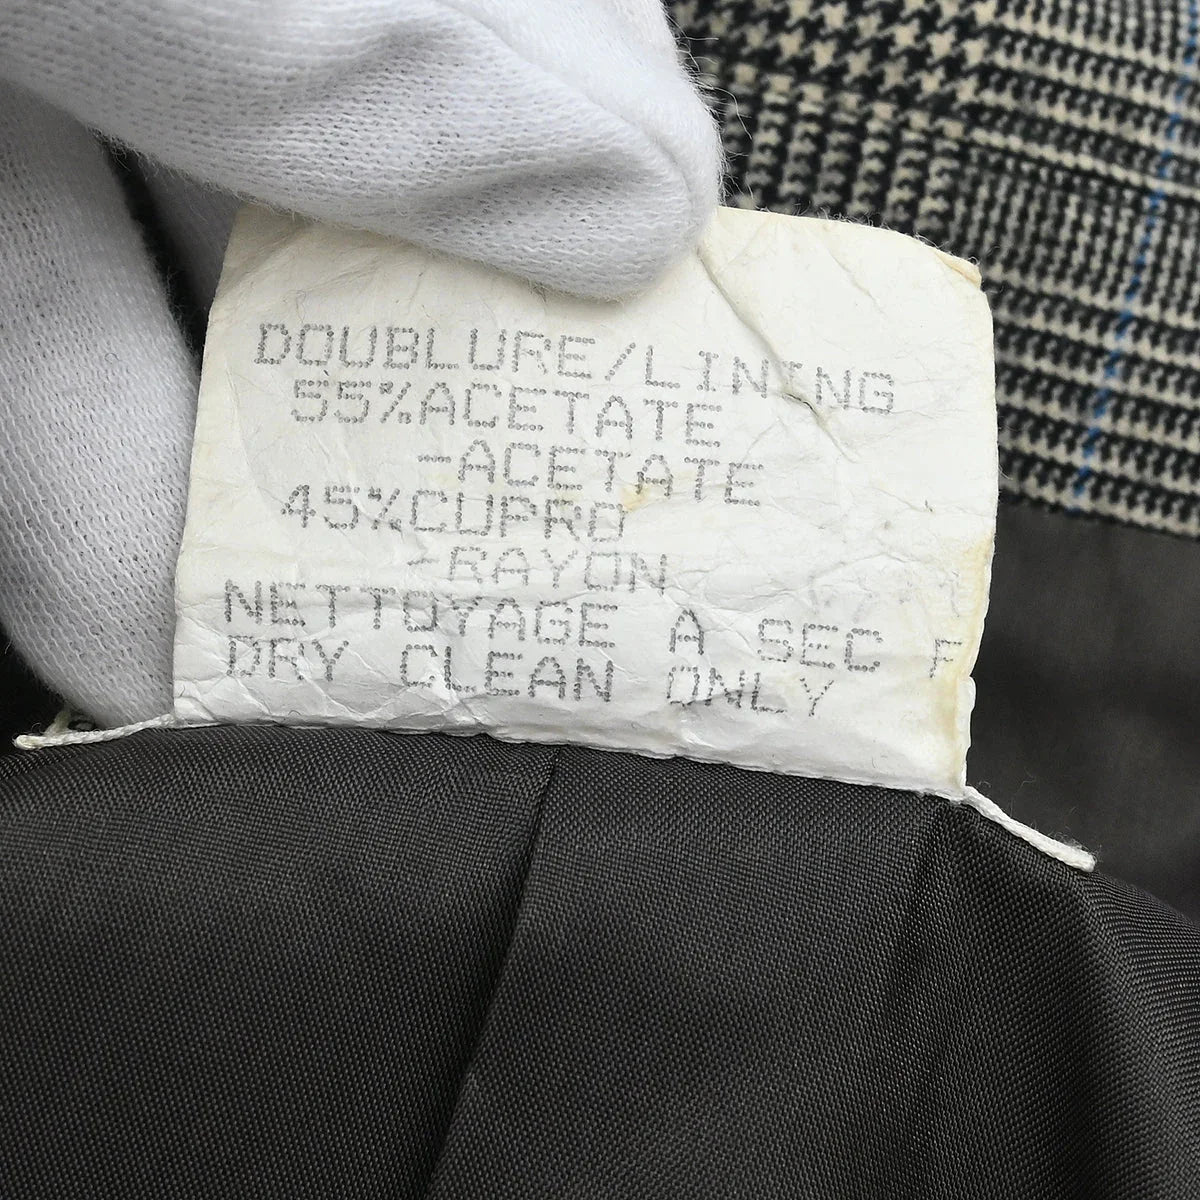 DOUBLURE/LINING
55%ACETATE
-ACETATE
45%CUPRO
-RAYON
NETTOYAGE A SEC F
DRY CLEAN ONLY